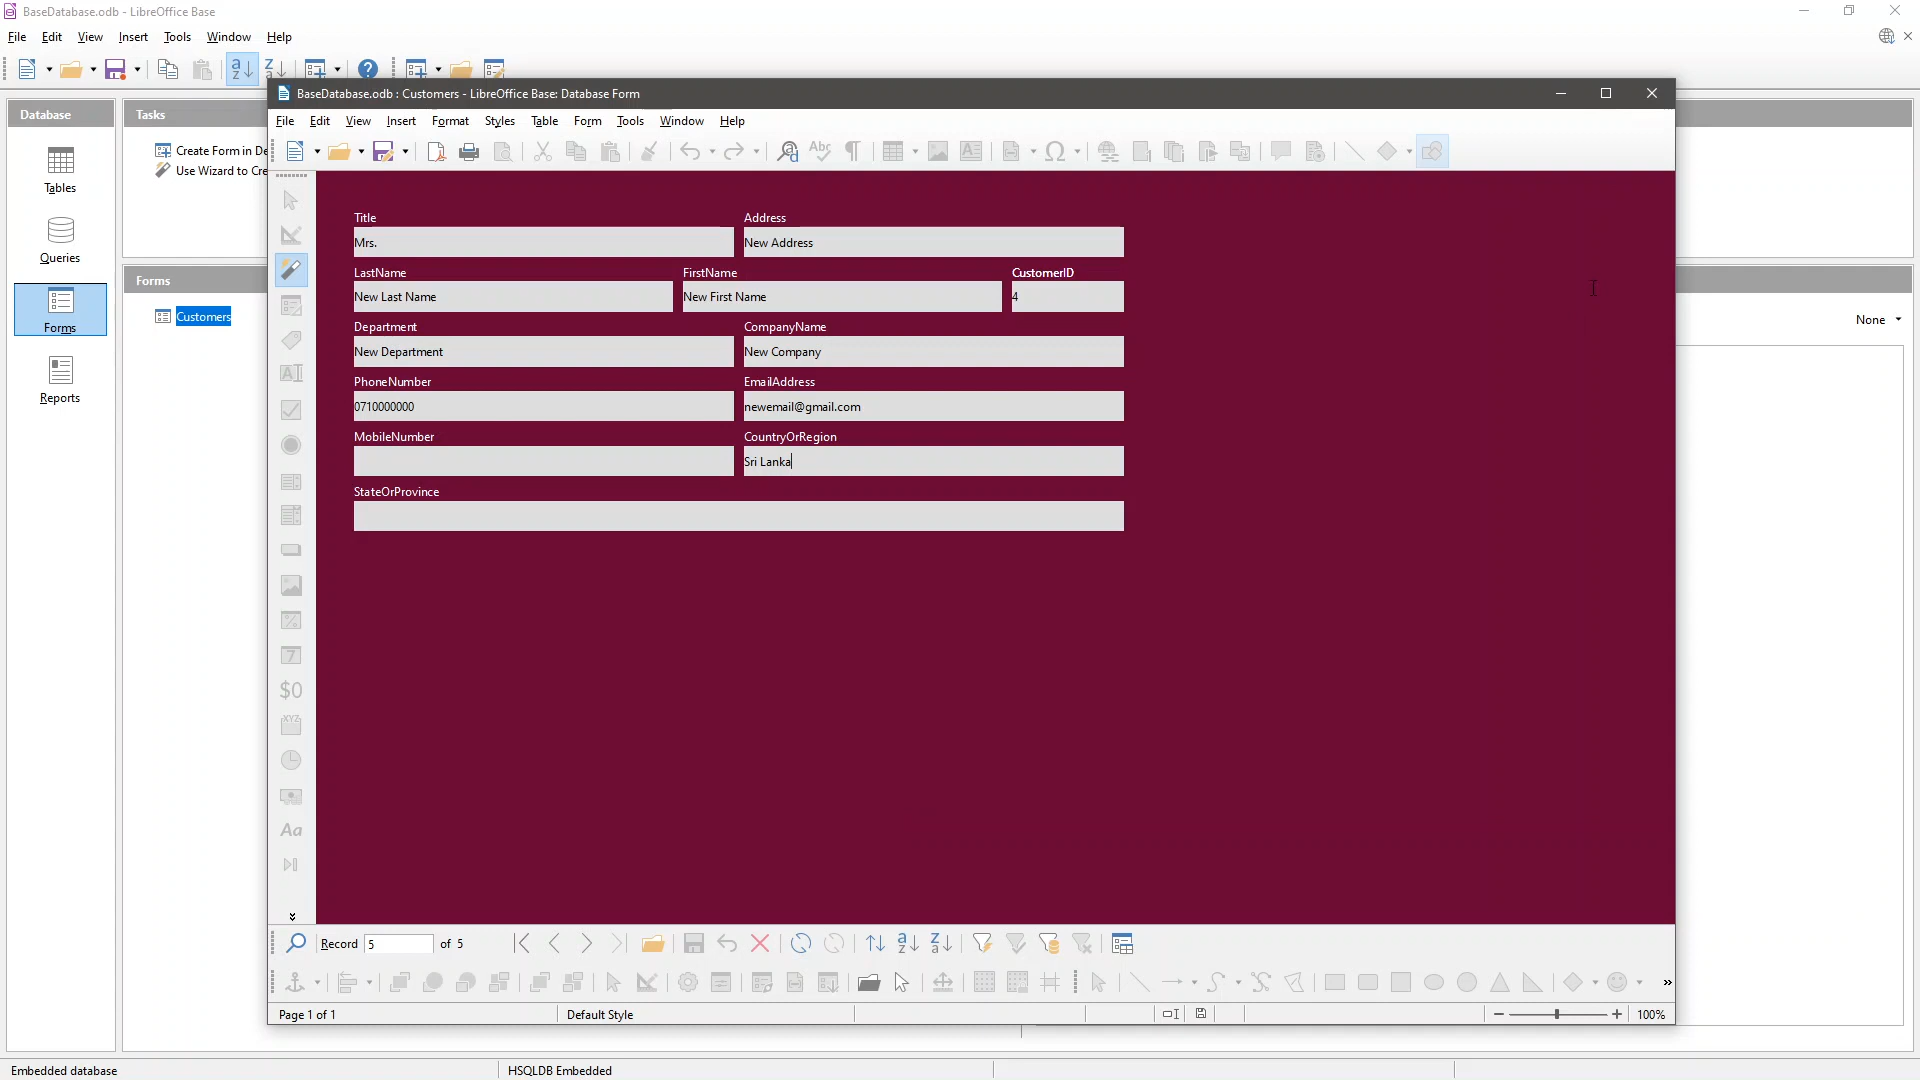 BaseDatabase.odb - LibreOffice Base
File Edit View Insert Tools Window Help
Database
Tasks
Tables
Queries
Forms
Reports
Create Form in De
Use Wizard to Cre
Forms
Customers
None
BaseDatabase.odb : Customers - LibreOffice Base: Database Form
File Edit View Insert Format Styles Table Form Tools Window Help
Title Address
Mrs. New Address
LastName FirstName CustomerID
New Last Name New First Name 4
Department CompanyName
New Department New Company
PhoneNumber EmailAddress
0710000000 newemail@gmail.com
MobileNumber CountryOrRegion
Sri Lanka
StateOrProvince
Record 5 of 5
Page 1 of 1 Default Style 100%
Embedded database HSQLDB Embedded